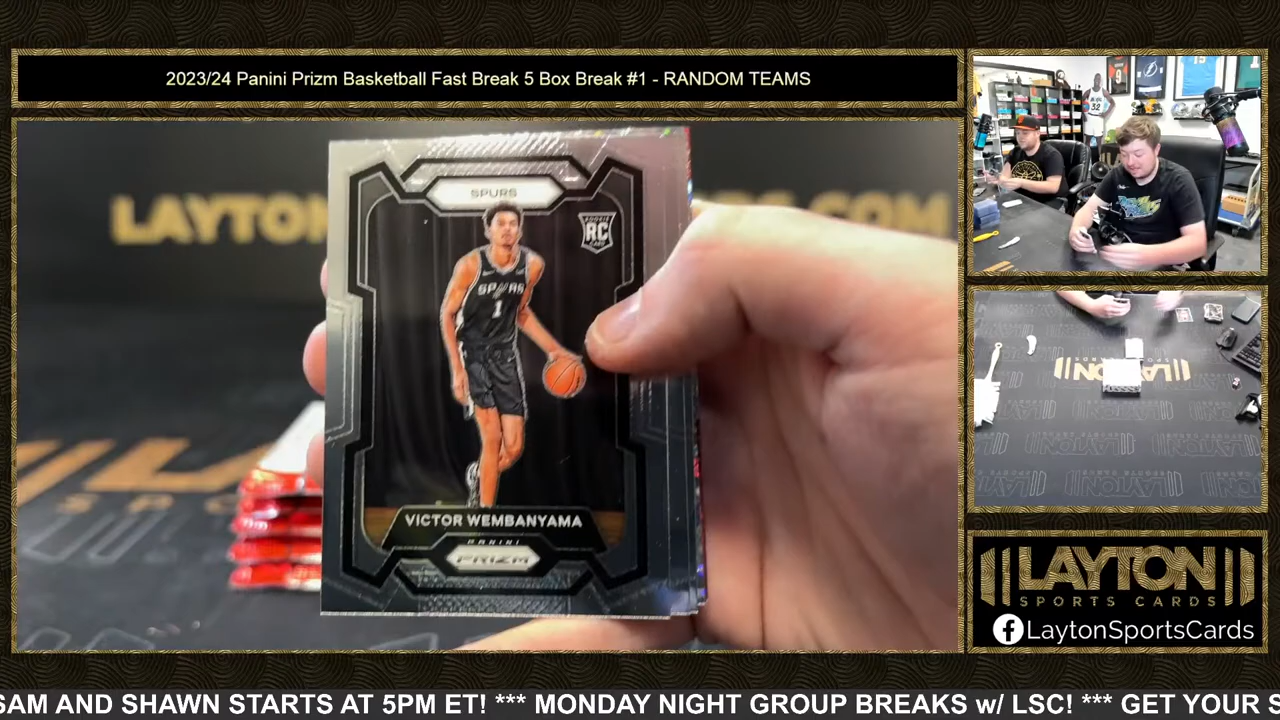 2023/24 Panini Prizm Basketball Fast Break 5 Box Break #1 - RANDOM TEAMS
SPURS
ROOKIE
RC
CARD
SPURS
1
VICTOR WEMBANYAMA
PANINI
PRIZM
LAYTON
SPORTS CARDS
LaytonSportsCards
SAM AND SHAWN STARTS AT 5PM ET! *** MONDAY NIGHT GROUP BREAKS w/ LSC! *** GET YOUR S